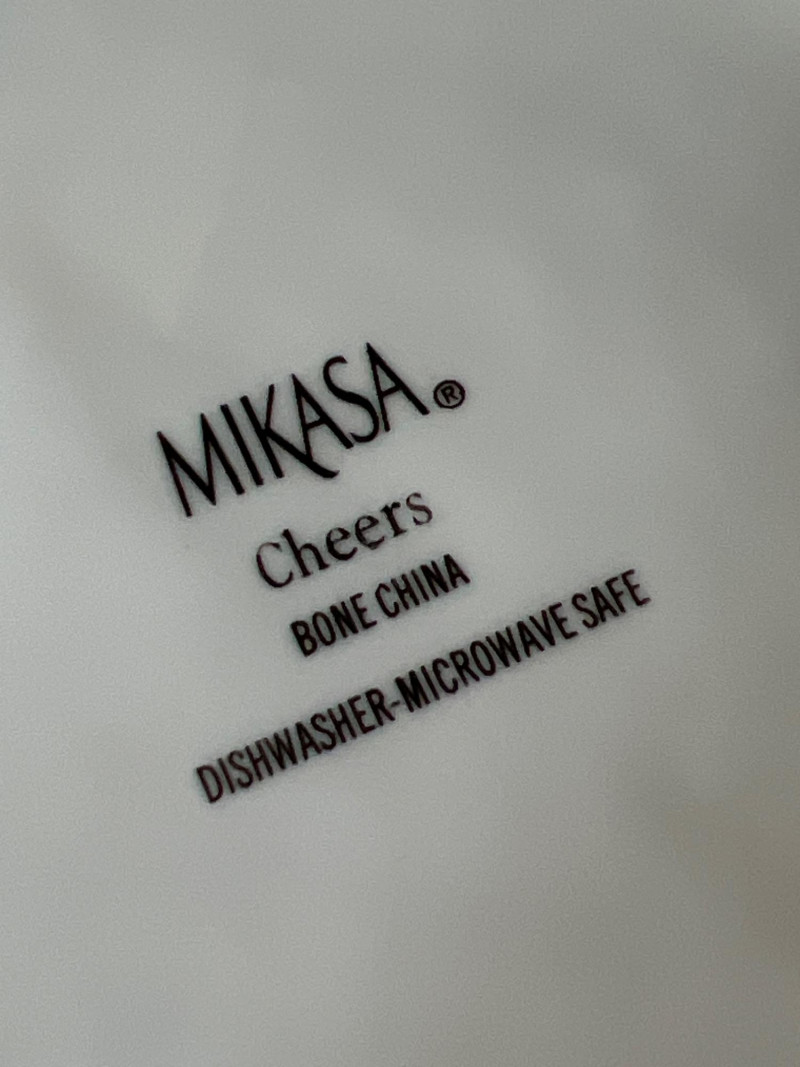 MIKASA®
Cheers
BONE CHINA
DISHWASHER-MICROWAVE SAFE